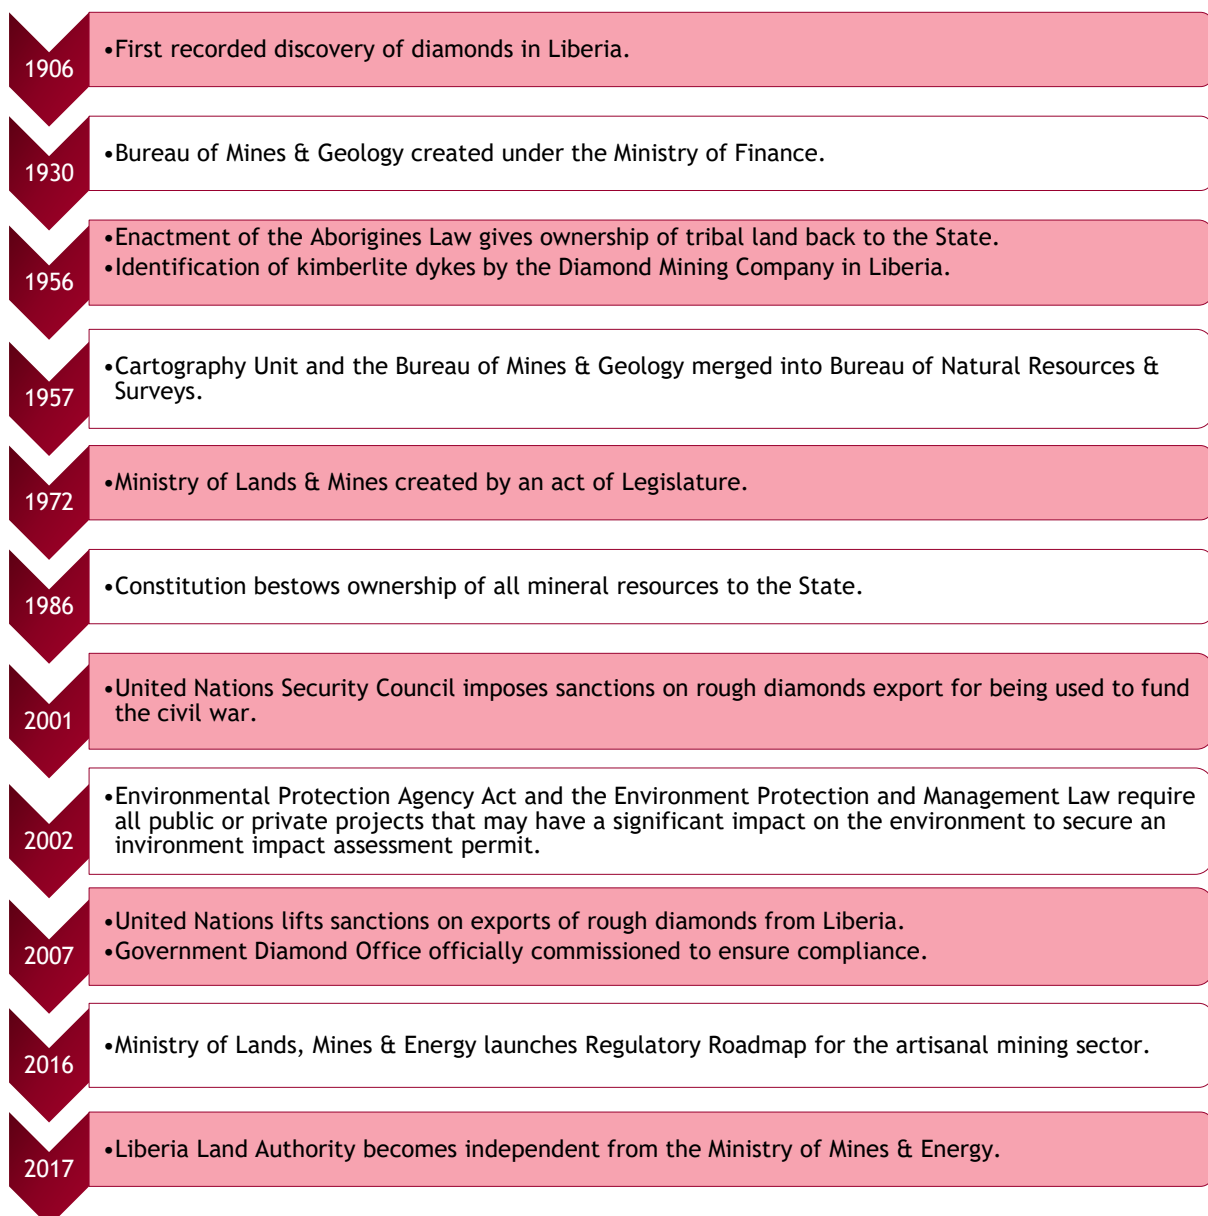 1906
•First recorded discovery of diamonds in Liberia.
1930
•Bureau of Mines & Geology created under the Ministry of Finance.
1956
•Enactment of the Aborigines Law gives ownership of tribal land back to the State.
•Identification of kimberlite dykes by the Diamond Mining Company in Liberia.
1957
•Cartography Unit and the Bureau of Mines & Geology merged into Bureau of Natural Resources &
Surveys.
1972
•Ministry of Lands & Mines created by an act of Legislature.
1986
•Constitution bestows ownership of all mineral resources to the State.
2001
•United Nations Security Council imposes sanctions on rough diamonds export for being used to fund
the civil war.
2002
•Environmental Protection Agency Act and the Environment Protection and Management Law require
all public or private projects that may have a significant impact on the environment to secure an
invironment impact assessment permit.
2007
•United Nations lifts sanctions on exports of rough diamonds from Liberia.
•Government Diamond Office officially commissioned to ensure compliance.
2016
•Ministry of Lands, Mines & Energy launches Regulatory Roadmap for the artisanal mining sector.
2017
•Liberia Land Authority becomes independent from the Ministry of Mines & Energy.